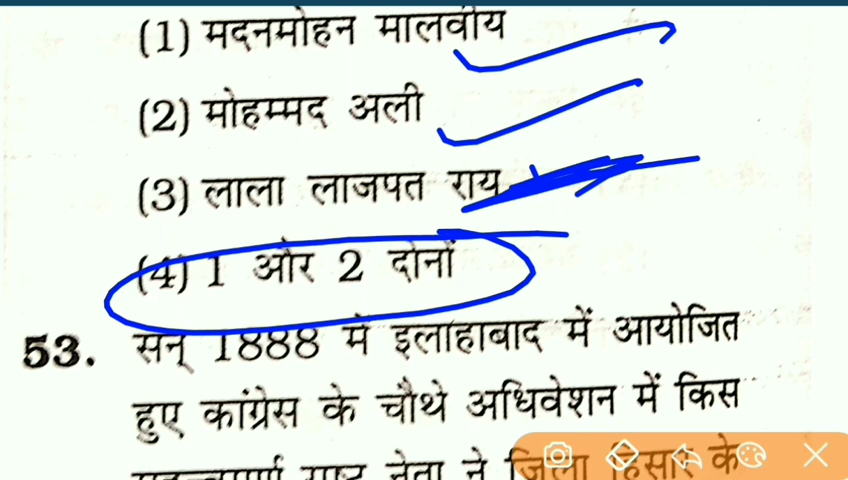 (1) मदनमोहन मालवीय
(2) मोहम्मद अली
(3) लाला लाजपत राय
(4) 1 और 2 दोनों
53. सन् 1888 में इलाहाबाद में आयोजित
हुए कांग्रेस के चौथे अधिवेशन में किस
नेता ने जिला हिसार के